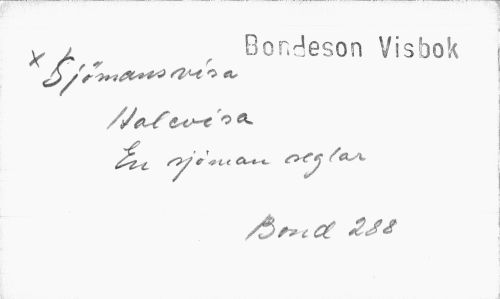 Bondeson Visbok
x Sjömansvisa
Halevisa
En sjöman seglar
Bond 288